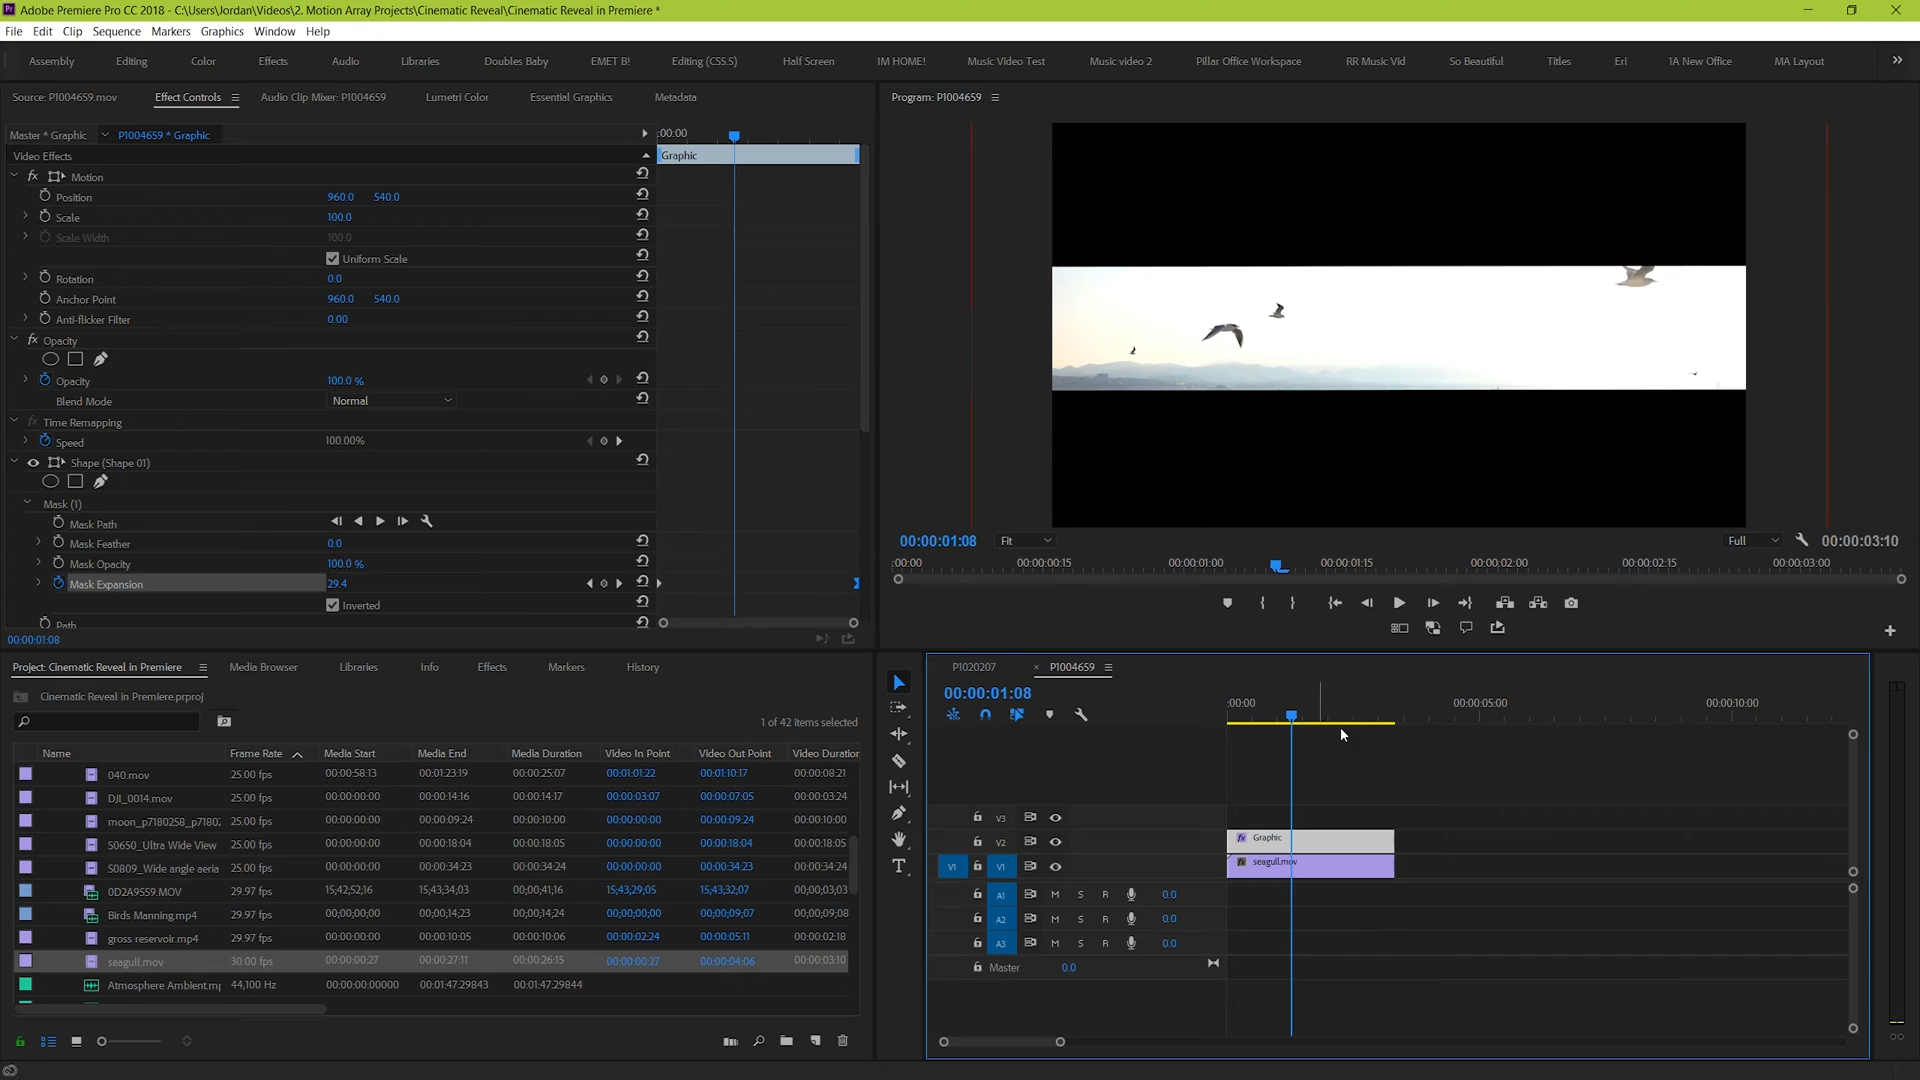 Adobe Premiere Pro CC 2018 - C:\Users\Jordan\Videos\2. Motion Array Projects\Cinematic Reveal\Cinematic Reveal in Premiere *
File Edit Clip Sequence Markers Graphics Window Help
Assembly Editing Color Effects Audio Libraries Doubles Baby EMET B! Editing (CS5.5) Half Screen IM HOME! Music Video Test Music video 2 Pillar Office Workspace RR Music Vid So Beautiful Titles Erl 1A New Office MA Layout
Source: P1004659.mov Effect Controls Audio Clip Mixer: P1004659 Lumetri Color Essential Graphics Metadata
Program: P1004659
Master * Graphic P1004659 * Graphic :00:00
Video Effects Graphic
fx Motion
Position 960.0 540.0
Scale 100.0
Scale Width 100.0
Uniform Scale
Rotation 0.0
Anchor Point 960.0 540.0
Anti-flicker Filter 0.00
fx Opacity
Opacity 100.0 %
Blend Mode Normal
fx Time Remapping
Speed 100.00%
Shape (Shape 01)
Mask (1)
Mask Path
Mask Feather 0.0
Mask Opacity 100.0 %
Mask Expansion 29.4
Inverted
Path
00:00:01:08
00:00:01:08 Fit Full 00:00:03:10
:00:00 00:00:00:15 00:00:01:00 00:00:01:15 00:00:02:00 00:00:02:15 00:00:03:00
Project: Cinematic Reveal in Premiere Media Browser Libraries Info Effects Markers History
Cinematic Reveal in Premiere.prproj
1 of 42 items selected
Name Frame Rate Media Start Media End Media Duration Video In Point Video Out Point Video Duration
040.mov 25.00 fps 00:00:58:13 00:01:23:19 00:00:25:07 00:01:01:22 00:01:10:17 00:00:08:21
DJI_0014.mov 25.00 fps 00:00:00:00 00:00:14:16 00:00:14:17 00:00:03:07 00:00:07:05 00:00:03:24
moon_p7180258_p7180: 25.00 fps 00:00:00:00 00:00:09:24 00:00:10:00 00:00:00:00 00:00:09:24 00:00:10:00
S0650_Ultra Wide View 25.00 fps 00:00:00:00 00:00:18:04 00:00:18:05 00:00:00:00 00:00:18:04 00:00:18:05
S0809_Wide angle aeria 25.00 fps 00:00:00:00 00:00:34:23 00:00:34:24 00:00:00:00 00:00:34:23 00:00:34:24
0D2A9559.MOV 29.97 fps 15;42;52;16 15;43;34;03 00;00;41;16 15;43;29;05 15;43;32;07 00;00;03;03
Birds Manning.mp4 29.97 fps 00;00;00;00 00;00;14;23 00;00;14;24 00;00;00;00 00;00;09;07 00;00;09;08
gross reservoir.mp4 29.97 fps 00:00:00:00 00:00:10:05 00:00:10:06 00:00:02:24 00:00:05:11 00:00:02:18
seagull.mov 30.00 fps 00:00:00:27 00:00:27:11 00:00:26:15 00:00:00:27 00:00:04:06 00:00:03:10
Atmosphere Ambient.mp 44,100 Hz 00:00:00:00000 00:01:47:29843 00:01:47:29844
P1020207 × P1004659
00:00:01:08
:00:00 00:00:05:00 00:00:10:00
V3
V2 fx Graphic
V1 V1 fx seagull.mov
A1 M S R 0.0
A2 M S R 0.0
A3 M S R 0.0
Master 0.0